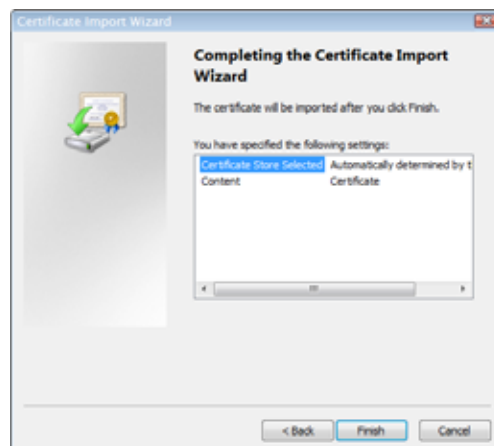 Certificate Import Wizard
Completing the Certificate Import
Wizard
The certificate will be imported after you click Finish.
You have specified the following settings:
Certificate Store Selected Automatically determined by t
Content Certificate
< Back Finish Cancel